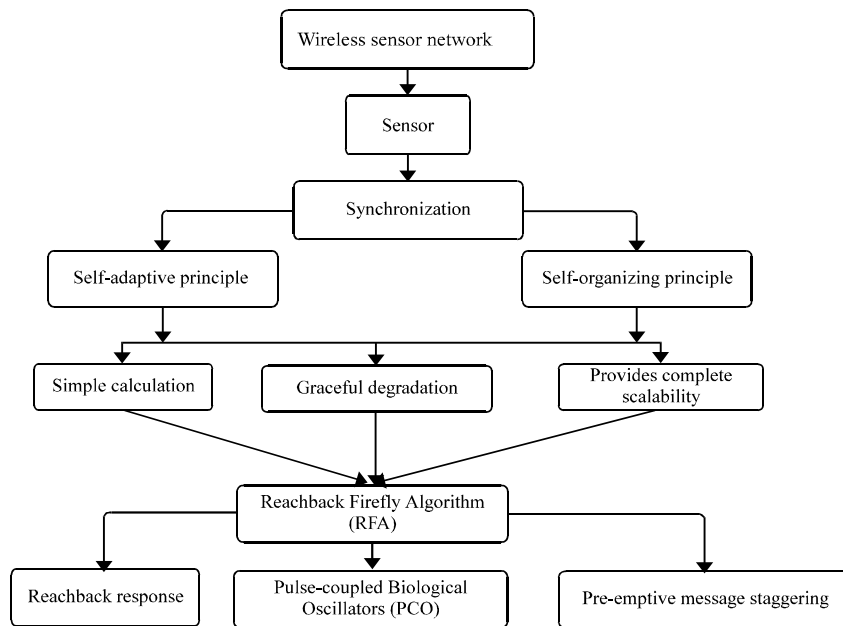 Wireless sensor network
Sensor
Synchronization
Self-adaptive principle
Self-organizing principle
Simple calculation
Graceful degradation
Provides complete
scalability
Reachback Firefly Algorithm
(RFA)
Reachback response
Pulse-coupled Biological
Oscillators (PCO)
Pre-emptive message staggering